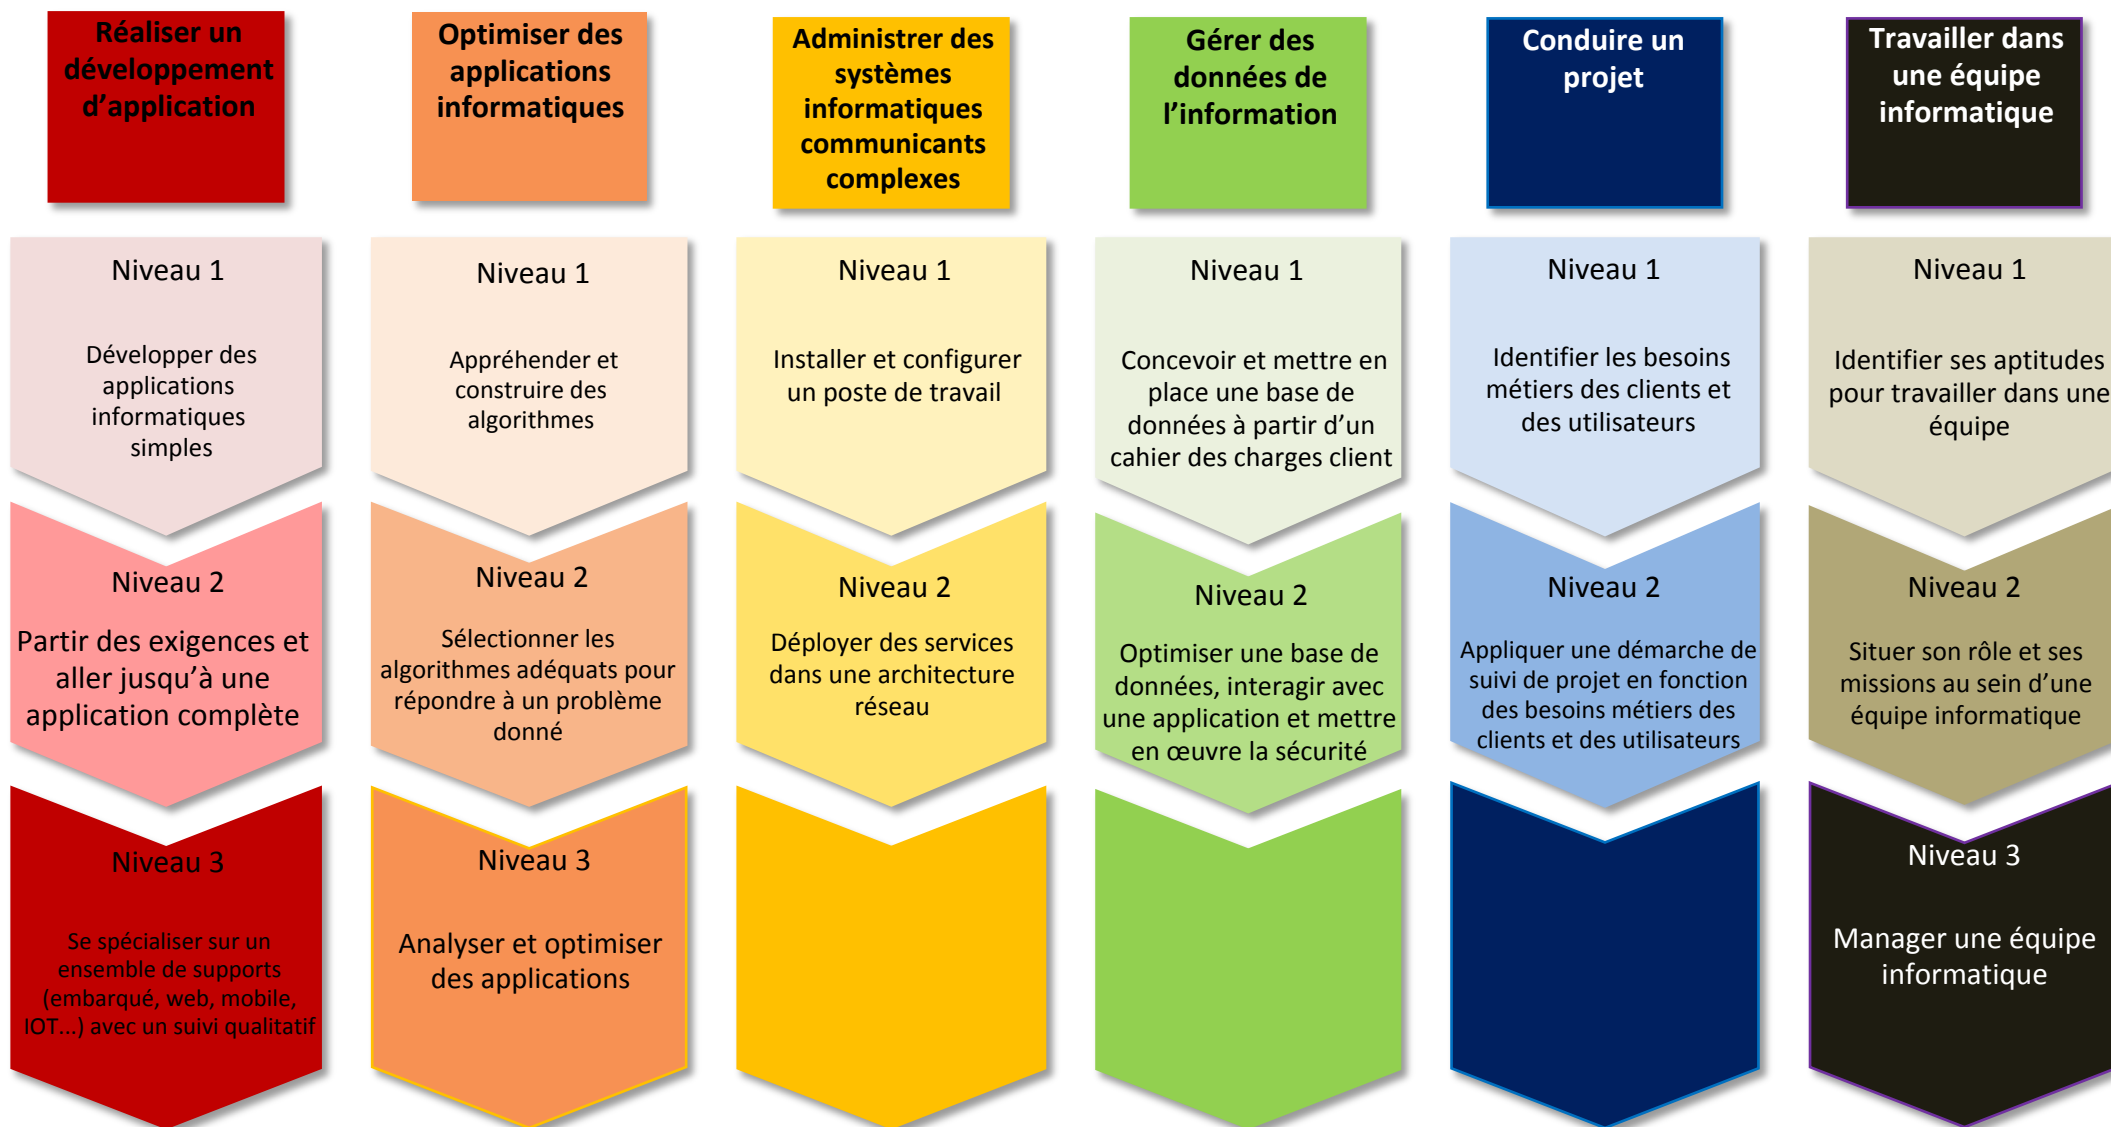 Réaliser un
développement
d’application
Optimiser des
applications
informatiques
Administrer des
systèmes
informatiques
communicants
complexes
Gérer des
données de
l’information
Conduire un
projet
Travailler dans
une équipe
informatique
Niveau 1
Développer des
applications
informatiques
simples
Niveau 1
Appréhender et
construire des
algorithmes
Niveau 1
Installer et configurer
un poste de travail
Niveau 1
Concevoir et mettre en
place une base de
données à partir d’un
cahier des charges client
Niveau 1
Identifier les besoins
métiers des clients et
des utilisateurs
Niveau 1
Identifier ses aptitudes
pour travailler dans une
équipe
Niveau 2
Partir des exigences et
aller jusqu’à une
application complète
Niveau 2
Sélectionner les
algorithmes adéquats pour
répondre à un problème
donné
Niveau 2
Déployer des services
dans une architecture
réseau
Niveau 2
Optimiser une base de
données, interagir avec
une application et mettre
en œuvre la sécurité
Niveau 2
Appliquer une démarche de
suivi de projet en fonction
des besoins métiers des
clients et des utilisateurs
Niveau 2
Situer son rôle et ses
missions au sein d’une
équipe informatique
Niveau 3
Se spécialiser sur un
ensemble de supports
(embarqué, web, mobile,
IOT...) avec un suivi qualitatif
Niveau 3
Analyser et optimiser
des applications
Niveau 3
Manager une équipe
informatique